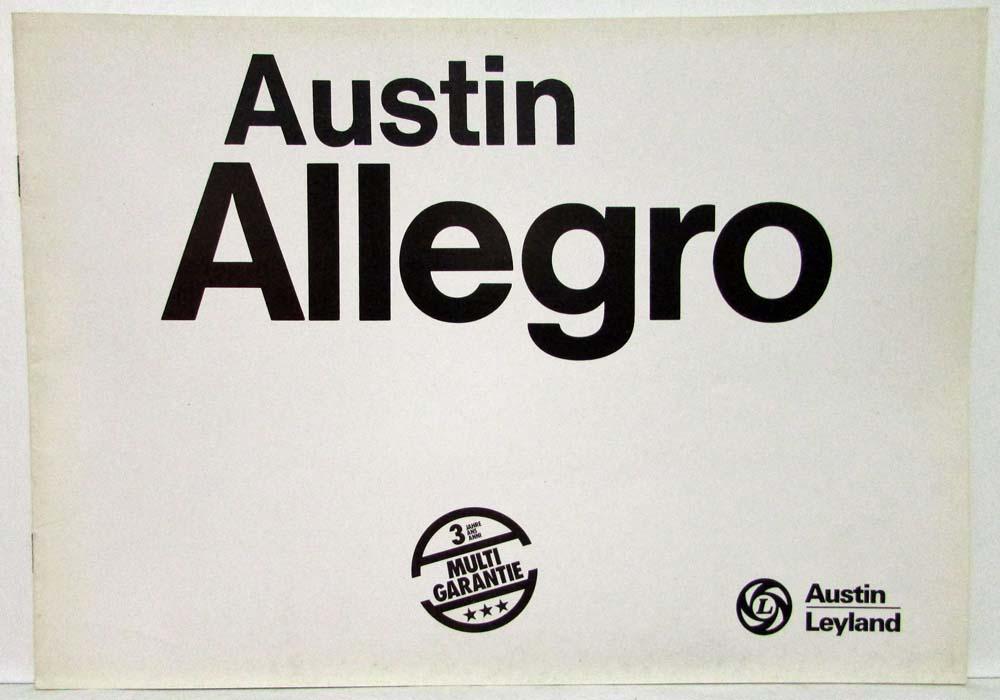 Austin
Allegro
3 JAHRE
ANS
ANNI
MULTI
GARANTIE
L
Austin
Leyland